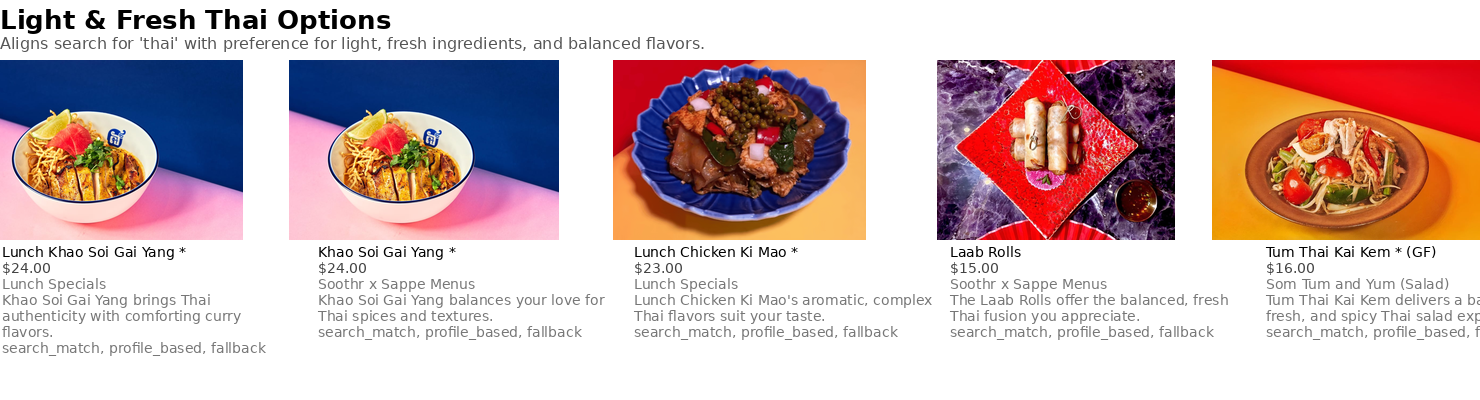 Light & Fresh Thai Options
Aligns search for 'thai' with preference for light, fresh ingredients, and balanced flavors.
Lunch Khao Soi Gai Yang *
$24.00
Lunch Specials
Khao Soi Gai Yang brings Thai
authenticity with comforting curry
flavors.
search_match, profile_based, fallback
Khao Soi Gai Yang *
$24.00
Soothr x Sappe Menus
Khao Soi Gai Yang balances your love for
Thai spices and textures.
search_match, profile_based, fallback
Lunch Chicken Ki Mao *
$23.00
Lunch Specials
Lunch Chicken Ki Mao's aromatic, complex
Thai flavors suit your taste.
search_match, profile_based, fallback
Laab Rolls
$15.00
Soothr x Sappe Menus
The Laab Rolls offer the balanced, fresh
Thai fusion you appreciate.
search_match, profile_based, fallback
Tum Thai Kai Kem * (GF)
$16.00
Som Tum and Yum (Salad)
Tum Thai Kai Kem delivers a
fresh, and spicy Thai salad
search_match, profile_based,